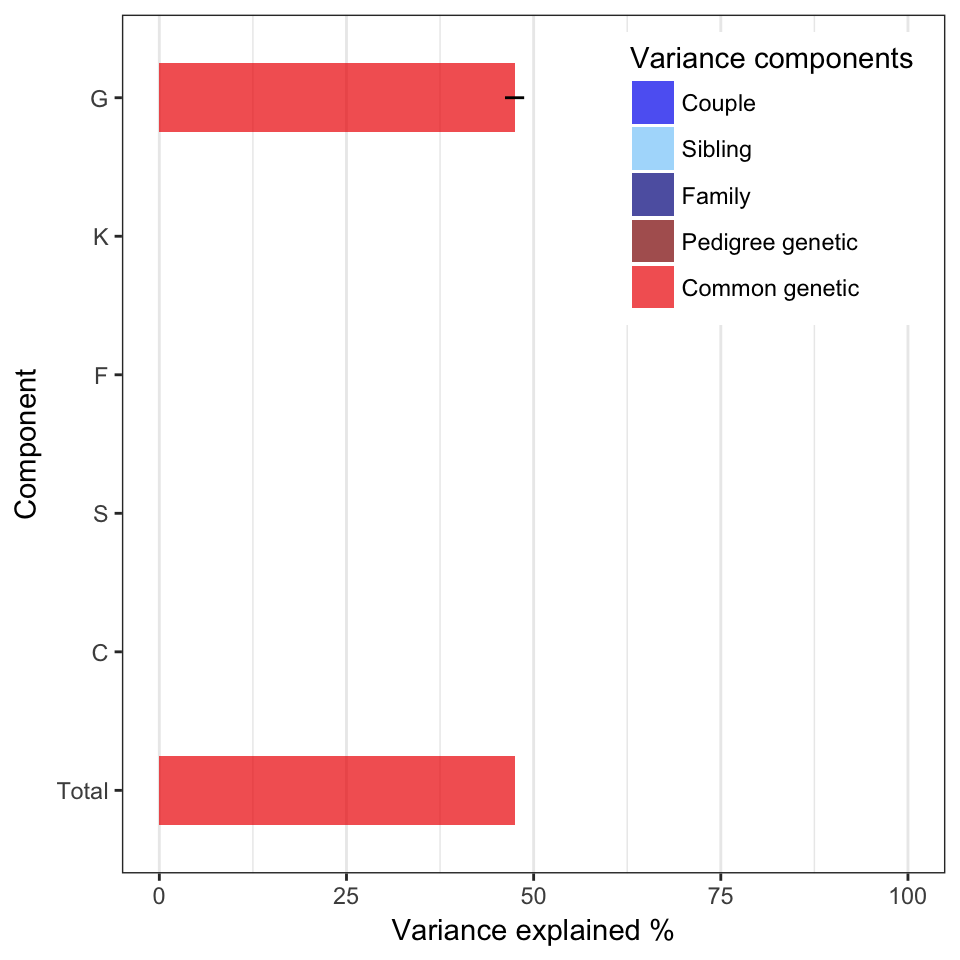 Variance components
Couple
Sibling
Family
Pedigree genetic
Common genetic
G
K
F
S
C
Total
Component
0 25 50 75 100
Variance explained %